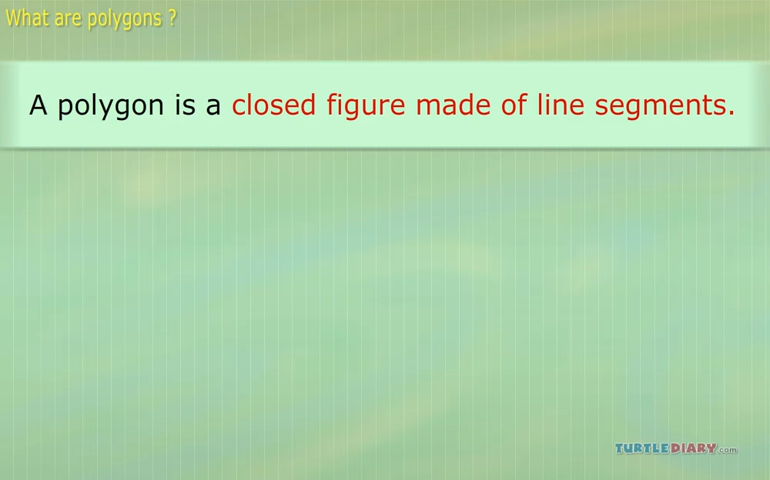 What are polygons ?
A polygon is a closed figure made of line segments.
TURTLEDIARY.com